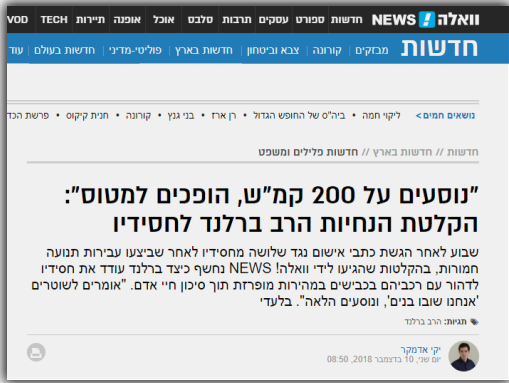 וואלה! NEWS חדשות ספורט עסקים תרבות סלבס אוכל אופנה תיירות TECH VOD
חדשות מבזקים קורונה צבא וביטחון חדשות בארץ פוליטי-מדיני חדשות בעולם עוד
נושאים חמים> ליקוי חמה • ביה"ס של החופש הגדול • רן ארז • בני גנץ • קורונה • חנית קיקוס • פרשת הכד
חדשות // חדשות בארץ // חדשות פלילים ומשפט
"נוסעים על 200 קמ"ש, הופכים למטוס":
הקלטת הנחיות הרב ברלנד לחסידיו
שבוע לאחר הגשת כתבי אישום נגד שלושה מחסידיו לאחר שביצעו עבירות תנועה
חמורות, בהקלטות שהגיעו לידי וואלה! NEWS נחשף כיצד ברלנד עודד את חסידיו
לדהור עם רכביהם בכבישים במהירות מופרזת תוך סיכון חיי אדם. "אומרים לשוטרים
'אנחנו שובו בנים', ונוסעים הלאה". בלעדי
תגיות: הרב ברלנד
יקי אדמקר
יום שני, 10 בדצמבר 2018, 08:50